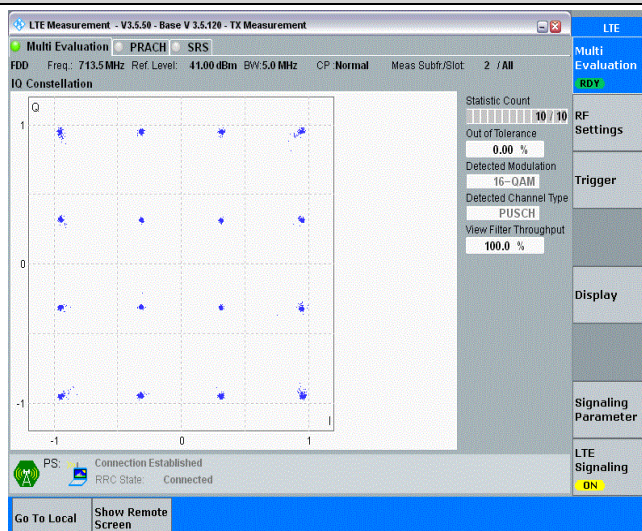 LTE Measurement - V3.5.50 - Base V 3.5.120 - TX Measurement
LTE
Multi Evaluation PRACH SRS
Multi
Evaluation
RDY
FDD Freq.: 713.5 MHz Ref. Level: 41.00 dBm BW:5.0 MHz CP :Normal Meas Subfr./Slot: 2 / All
IQ Constellation
Q
1
0
-1
-1 0 1
I
Statistic Count
10 / 10
Out of Tolerance
0.00 %
Detected Modulation
16-QAM
Detected Channel Type
PUSCH
View Filter Throughput
100.0 %
RF
Settings
Trigger
Display
Signaling
Parameter
LTE
Signaling
ON
PS: Connection Established
RRC State: Connected
Go To Local
Show Remote
Screen